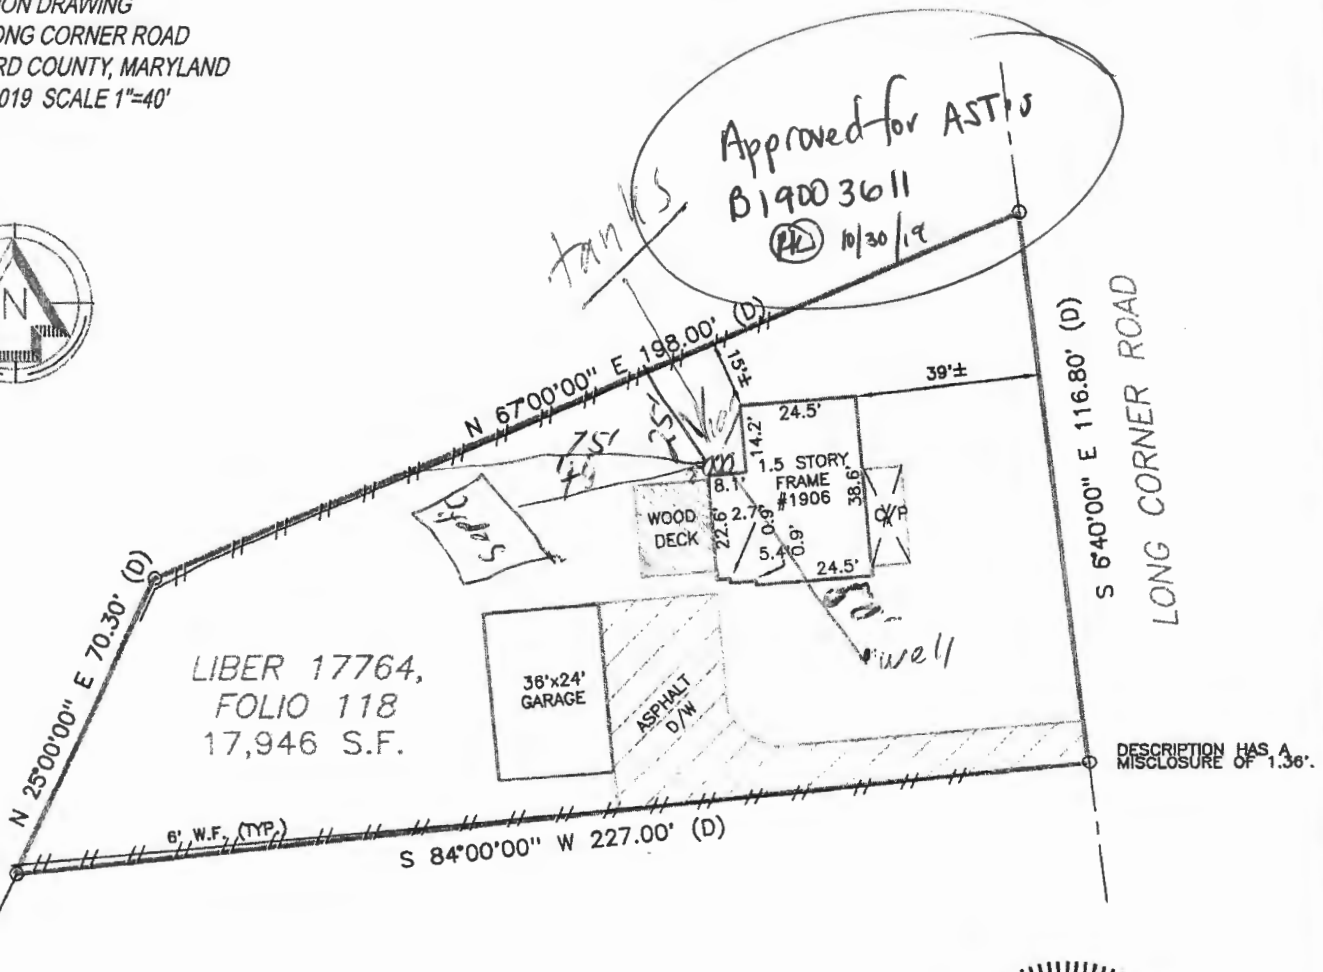 ON DRAWING
ONG CORNER ROAD
RD COUNTY, MARYLAND
019 SCALE 1"=40'
Approved for AST's
B19003611
10/30/19
N
tanks
N 67°00'00" E 198.00' (D)
15'±
39'±
24.5'
14.2'
25'
75'
1.5 STORY
FRAME
#1906
38.6'
8.1'
22.6'
2.7'
0.9'
5.4'
0.9'
24.5'
WOOD
DECK
Septic
50'
well
S 6°40'00" E 116.80' (D)
LONG CORNER ROAD
N 25°00'00" E 70.30' (D)
LIBER 17764,
FOLIO 118
17,946 S.F.
36'x24'
GARAGE
ASPHALT
D/W
DESCRIPTION HAS A
MISCLOSURE OF 1.36'.
6' W.F. (TYP.)
S 84°00'00" W 227.00' (D)